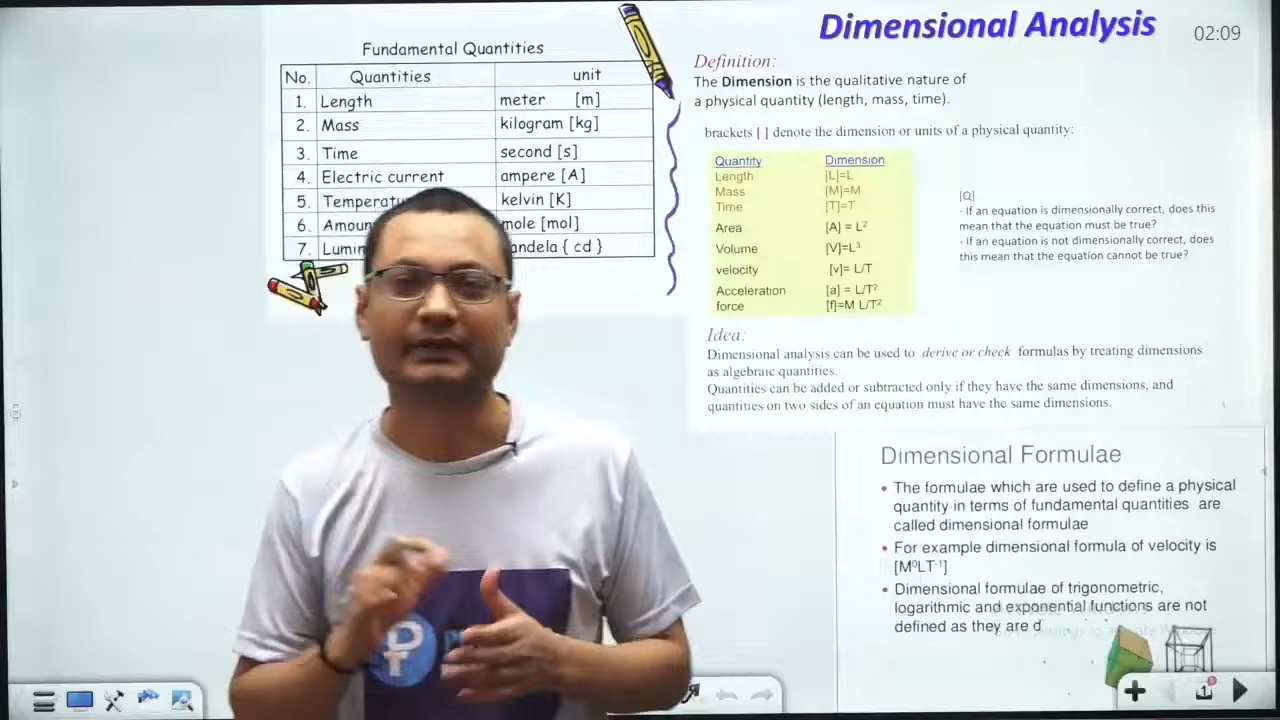 Fundamental Quantities
No. Quantities unit
1. Length meter [m]
2. Mass kilogram [kg]
3. Time second [s]
4. Electric current ampere [A]
5. kelvin [K]
6. mole [mol]
7. { cd }
Dimensional Analysis
02:09
Definition:
The Dimension is the qualitative nature of
a physical quantity (length, mass, time).
brackets [ ] denote the dimension or units of a physical quantity:
Quantity Dimension
Length [L]=L
Mass [M]=M
Time [T]=T
Area [A] = L²
Volume [V]=L³
velocity [v]= L/T
Acceleration [a] = L/T²
force [f]=M L/T²
[Q]
- If an equation is dimensionally correct, does this
mean that the equation must be true?
- If an equation is not dimensionally correct, does
this mean that the equation cannot be true?
Idea:
Dimensional analysis can be used to derive or check formulas by treating dimensions
as algebraic quantities.
Quantities can be added or subtracted only if they have the same dimensions, and
quantities on two sides of an equation must have the same dimensions.
Dimensional Formulae
• The formulae which are used to define a physical
quantity in terms of fundamental quantities are
called dimensional formulae
• For example dimensional formula of velocity is
[M⁰LT⁻¹]
• Dimensional formulae of trigonometric,
logarithmic and exponential functions are not
defined as they are d